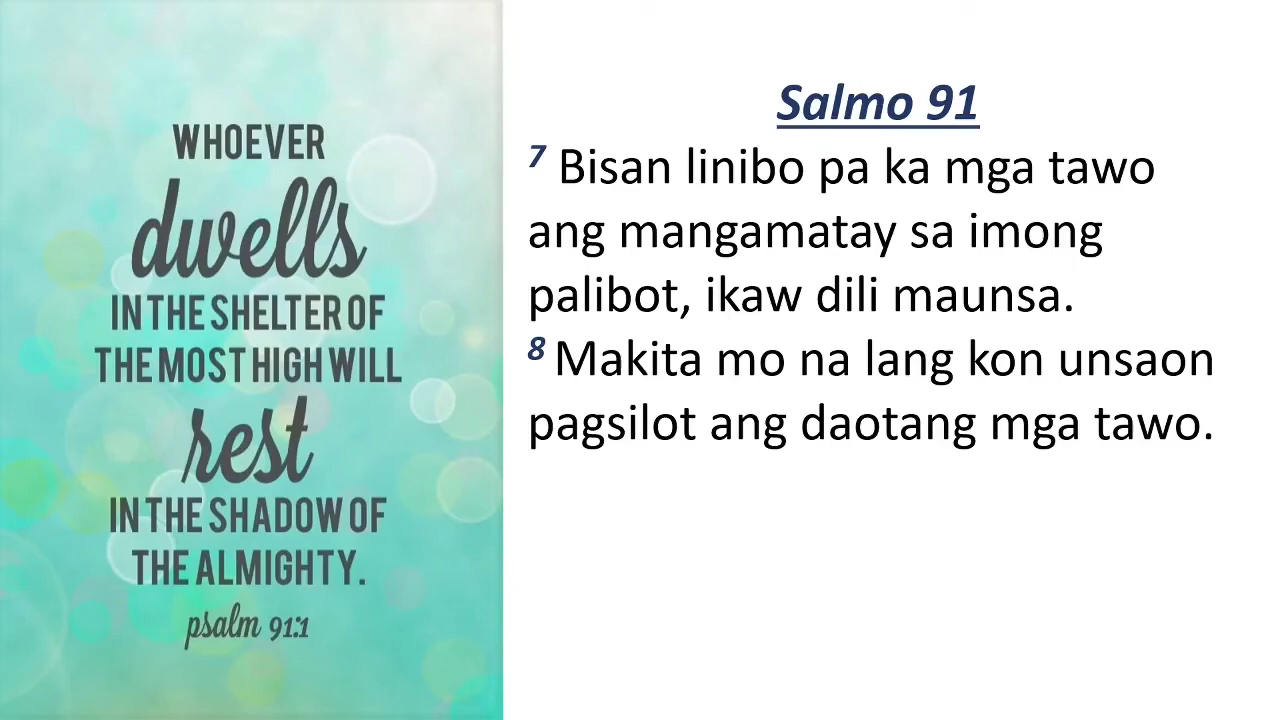 WHOEVER
dwells
IN THE SHELTER OF
THE MOST HIGH WILL
rest
IN THE SHADOW OF
THE ALMIGHTY.
psalm 91:1
Salmo 91
7 Bisan linibo pa ka mga tawo
ang mangamatay sa imong
palibot, ikaw dili maunsa.
8 Makita mo na lang kon unsaon
pagsilot ang daotang mga tawo.